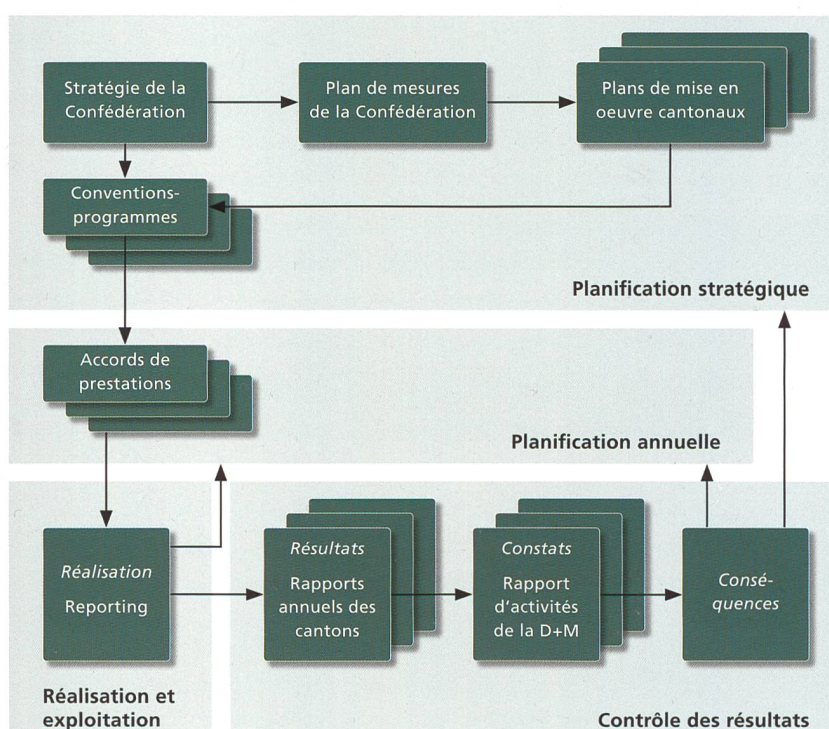 Stratégie de la
Confédération
Plan de mesures
de la Confédération
Plans de mise en
oeuvre cantonaux
Conventions-
programmes
Planification stratégique
Accords de
prestations
Planification annuelle
Réalisation
Reporting
Résultats
Rapports
annuels des
cantons
Constats
Rapport
d'activités
de la D+M
Consé-
quences
Réalisation et
exploitation
Contrôle des résultats